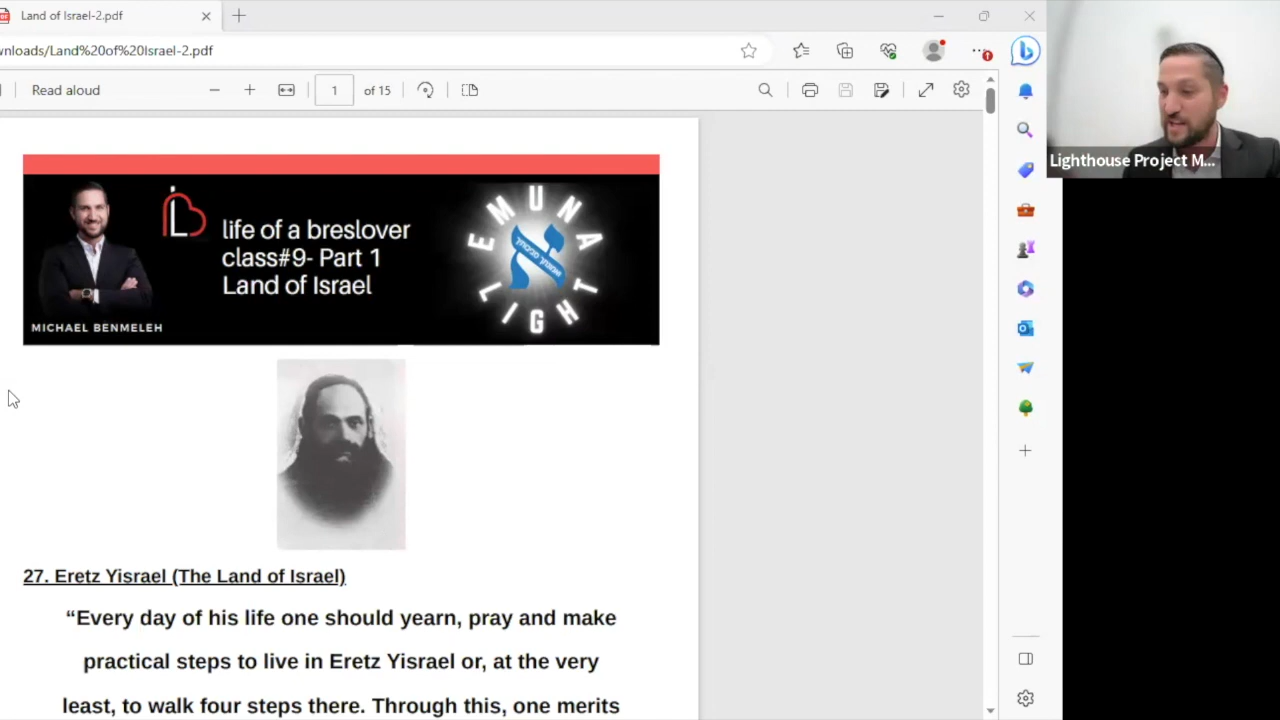 Land of Israel-2.pdf
wnloads/Land%20of%20Israel-2.pdf
Read aloud
1
of 15
Lighthouse Project M...
life of a breslover
class#9- Part 1
Land of Israel
MICHAEL BENMELEH
EMUNA
LIGHT
27. Eretz Yisrael (The Land of Israel)
“Every day of his life one should yearn, pray and make
practical steps to live in Eretz Yisrael or, at the very
least, to walk four steps there. Through this, one merits